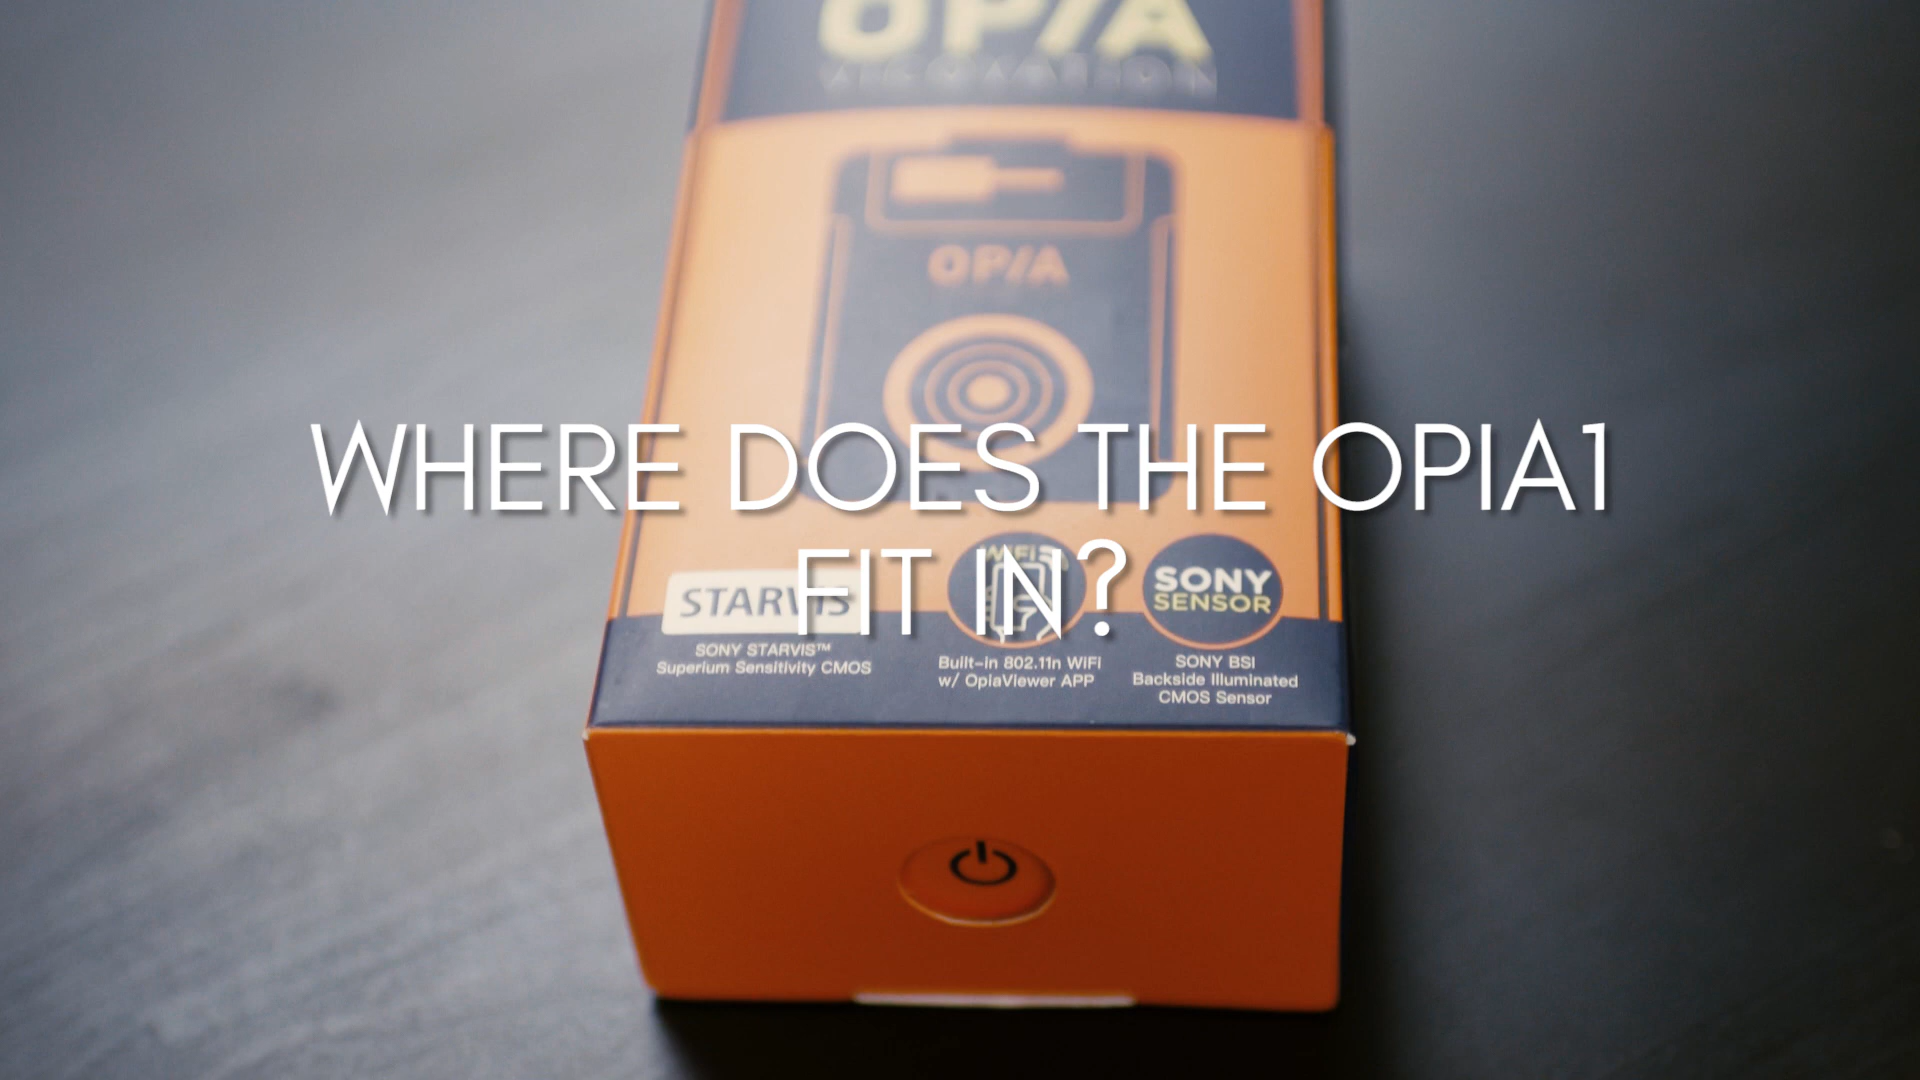 OPIA
OPIA
WHERE DOES THE OPIA1
FIT IN?
STARVIS
WiFi
SONY
SENSOR
SONY STARVIS™
Superium Sensitivity CMOS
Built-in 802.11n WiFi
w/ OpiaViewer APP
SONY BSI
Backside Illuminated
CMOS Sensor